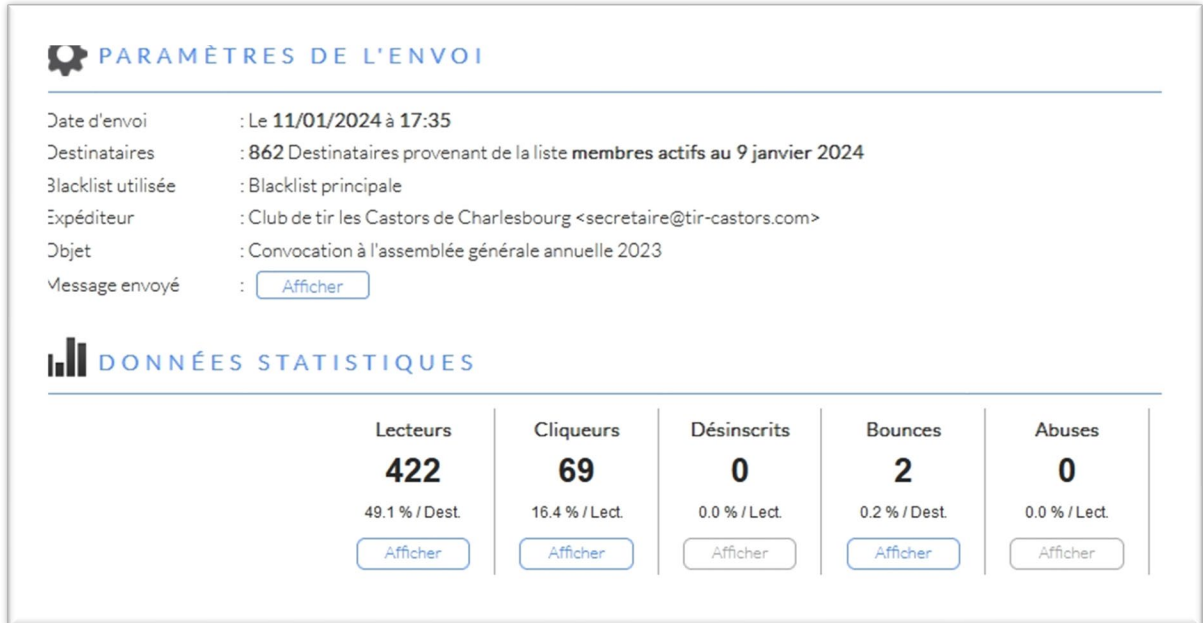 PARAMÈTRES DE L'ENVOI
Date d'envoi : Le 11/01/2024 à 17:35
Destinataires : 862 Destinataires provenant de la liste membres actifs au 9 janvier 2024
Blacklist utilisée : Blacklist principale
Expéditeur : Club de tir les Castors de Charlesbourg <secretaire@tir-castors.com>
Objet : Convocation à l'assemblée générale annuelle 2023
Message envoyé : Afficher
DONNÉES STATISTIQUES
Lecteurs Cliqueurs Désinscrits Bounces Abuses
422 69 0 2 0
49.1 % / Dest. 16.4 % / Lect. 0.0 % / Lect. 0.2 % / Dest. 0.0 % / Lect.
Afficher Afficher Afficher Afficher Afficher